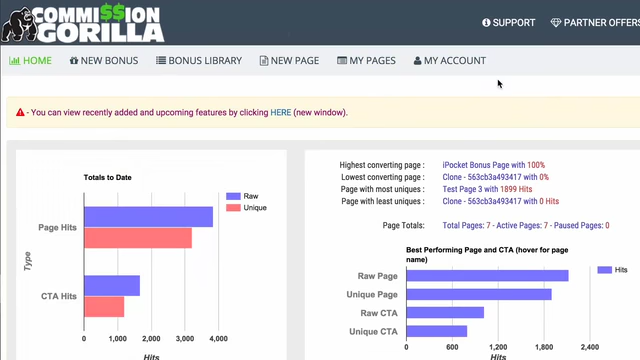 COMMI$$ION
GORILLA
SUPPORT
PARTNER OFFERS
HOME
NEW BONUS
BONUS LIBRARY
NEW PAGE
MY PAGES
MY ACCOUNT
- You can view recently added and upcoming features by clicking HERE (new window).
Totals to Date
Raw
Unique
Type
Page Hits
CTA Hits
0 1,000 2,000 3,000 4,000
Hits
Highest converting page : iPocket Bonus Page with 100%
Lowest converting page : Clone - 563cb3a493417 with 0%
Page with most uniques : Test Page 3 with 1899 Hits
Page with least uniques : Clone - 563cb3a493417 with 0 Hits
Page Totals: Total Pages: 7 - Active Pages: 7 - Paused Pages: 0
Best Performing Page and CTA (hover for page
name)
Hits
Raw Page
Unique Page
Raw CTA
Unique CTA
0 600 1,200 1,800 2,400
Hits